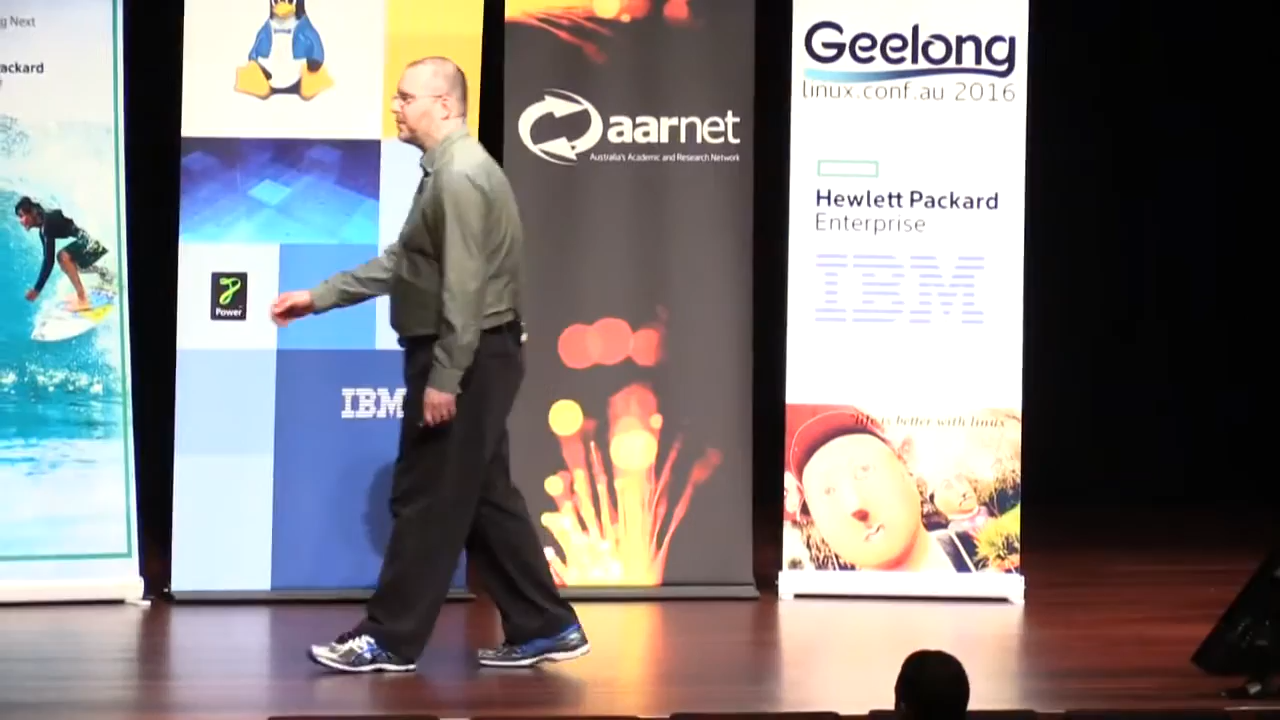 g Next
ackard
Power
IBM
aarnet
Australia's Academic and Research Network
Geelong
linux.conf.au 2016
Hewlett Packard
Enterprise
IBM
"life is better with linux"